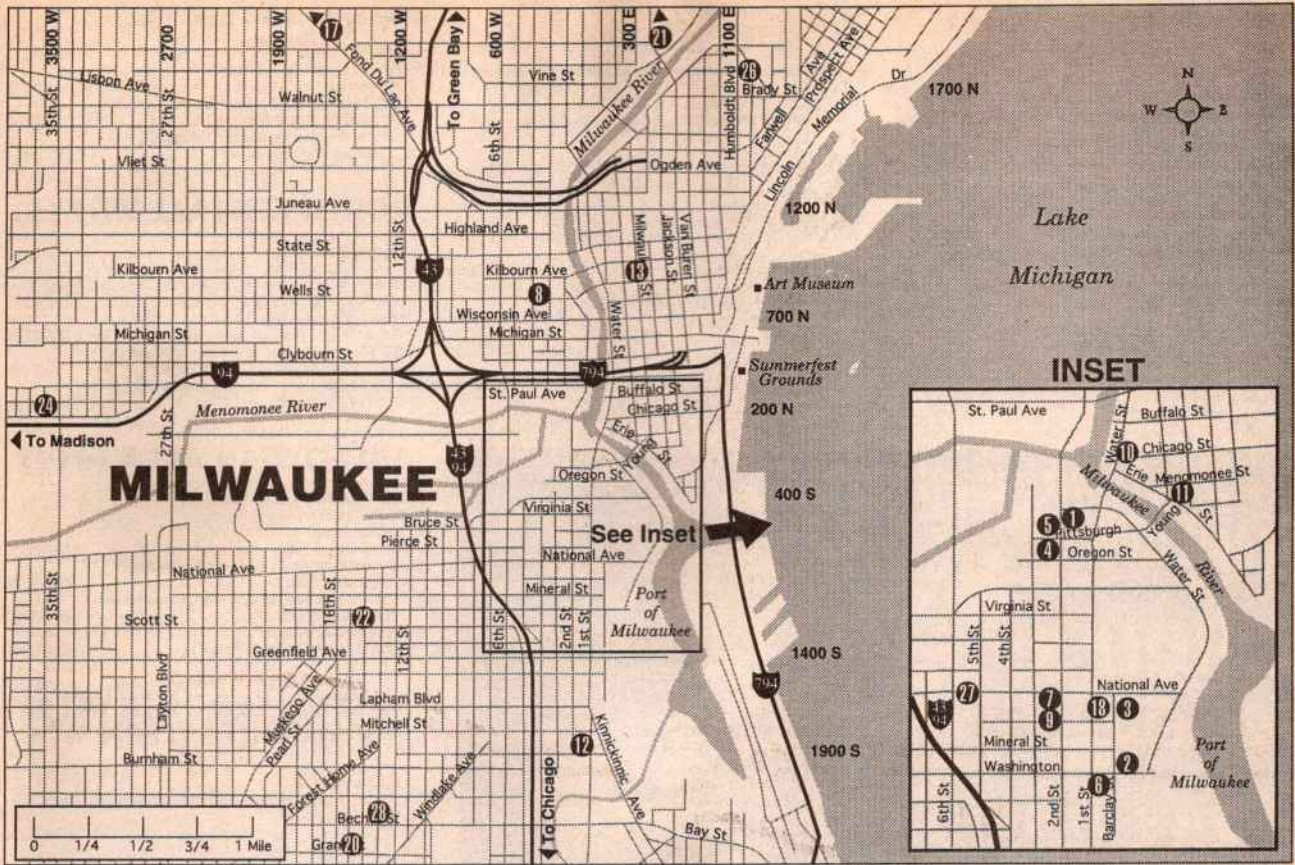 3500 W
2700
1900 W
17
1200 W
To Green Bay
600 W
300 E
21
1100 E
35th St
Lisbon Ave
27th St
Walnut St
Fond Du Lac Ave
6th St
Vine St
Milwaukee River
Humboldt Blvd
26
Brady St
Farwell
Ave
Prospect Ave
Lincoln
Memorial
Dr
1700 N
N
W
E
S
Vliet St
Ogden Ave
Juneau Ave
Highland Ave
12th St
State St
1200 N
Lake
Michigan
Kilbourn Ave
43
Kilbourn Ave
13
Jackson St
Van Buren St
Wells St
8
Art Museum
Wisconsin Ave
Water St
700 N
Michigan St
Michigan St
Clybourn St
94
794
Summerfest
Grounds
INSET
24
St. Paul Ave
Buffalo St
Chicago St
200 N
Menomonee River
27th St
To Madison
Erie
Young St
MILWAUKEE
Oregon St
400 S
Virginia St
Bruce St
Pierce St
See Inset
National Ave
National Ave
Mineral St
35th St
16th St
Scott St
22
12th St
6th St
2nd St
1st St
Port
of
Milwaukee
Greenfield Ave
1400 S
Layton Blvd
Muskego Ave
Pearl St
Lapham Blvd
Mitchell St
794
Burnham St
Forest Home Ave
Windlake Ave
12
Kinnickinnic
Ave
1900 S
28
20
To Chicago
Bay St
0
1/4
1/2
3/4
1 Mile
St. Paul Ave
Water St
Buffalo St
10
Chicago St
Erie
Menomonee St
11
St
Milwaukee
River
Young
5
1
4
Oregon St
Water St
Virginia St
5th St
4th St
27
7
National Ave
18
3
9
Mineral St
Washington
2
6
6th St
2nd St
1st St
Barclay
Port
of
Milwaukee